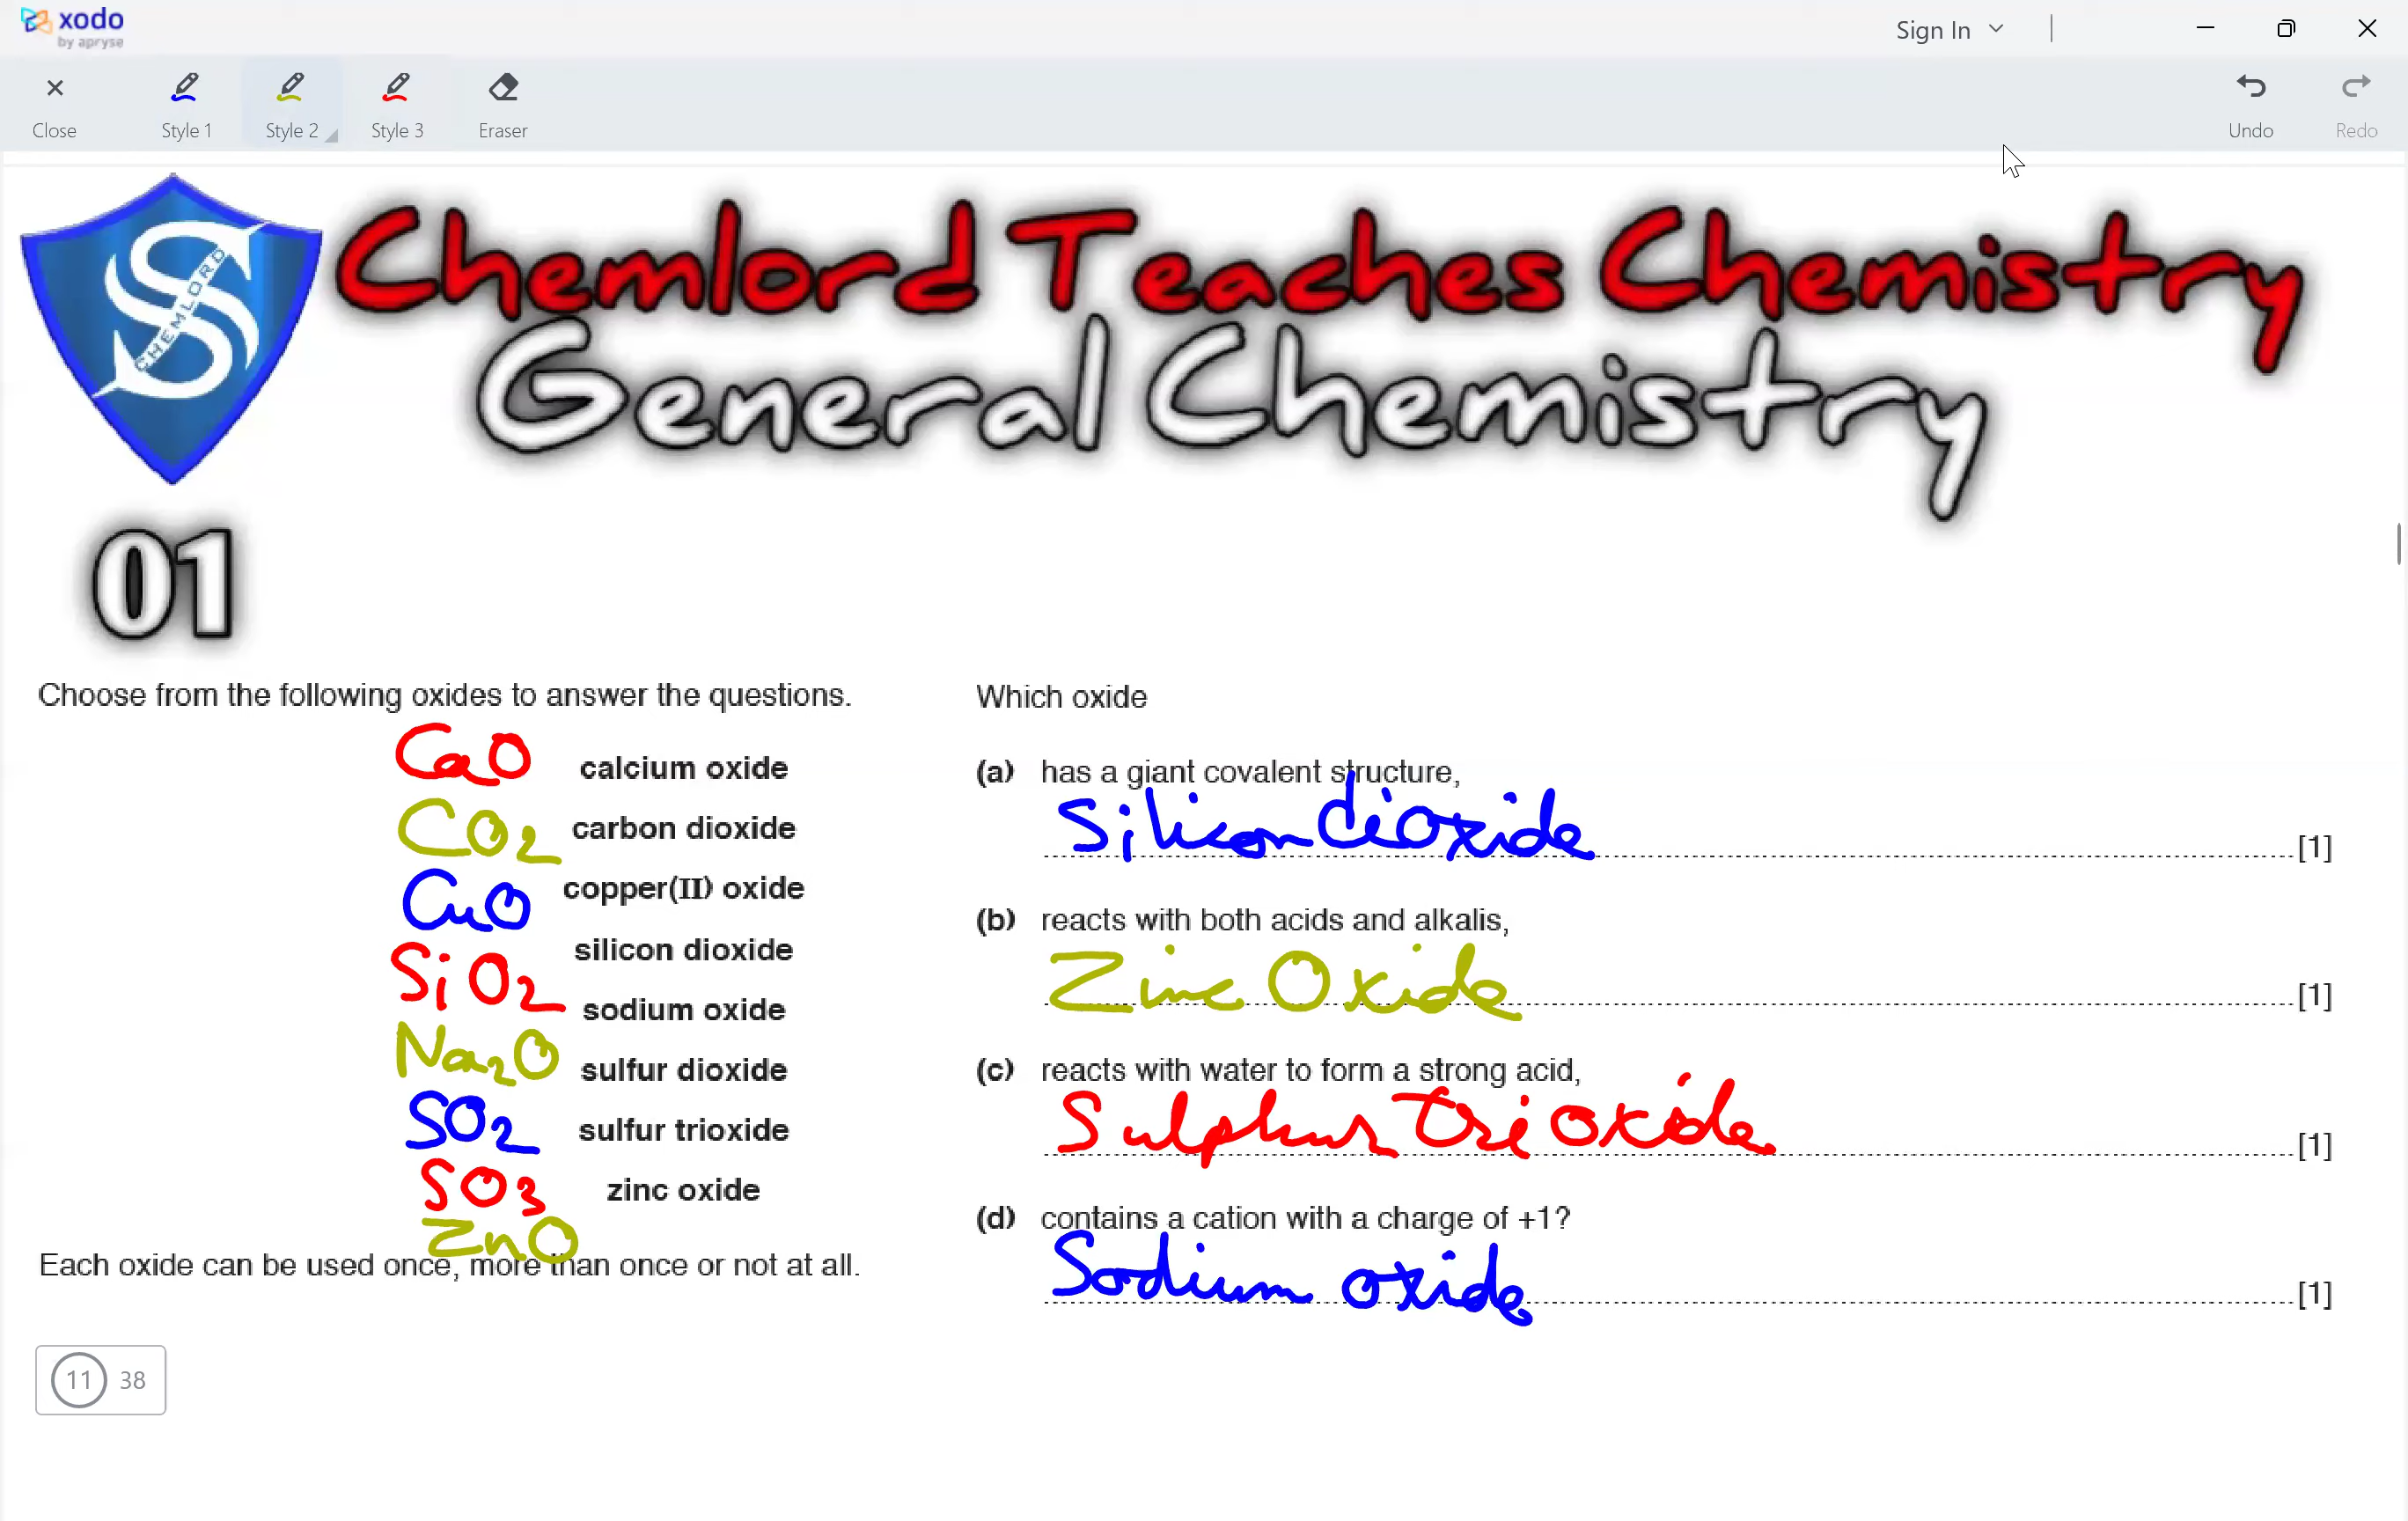 xodo
by apryse
Sign In
Close
Style 1
Style 2
Style 3
Eraser
Undo
Redo
CHEMLORD
Chemlord Teaches Chemistry
General Chemistry
01
Choose from the following oxides to answer the questions.
CaO calcium oxide
CO2 carbon dioxide
CuO copper(II) oxide
SiO2 silicon dioxide
Na2O sodium oxide
SO2 sulfur dioxide
SO3 sulfur trioxide
ZnO zinc oxide
Each oxide can be used once, more than once or not at all.
Which oxide
(a) has a giant covalent structure,
Silicon dioxide [1]
(b) reacts with both acids and alkalis,
Zinc Oxide [1]
(c) reacts with water to form a strong acid,
Sulphur Trioxide [1]
(d) contains a cation with a charge of +1?
Sodium oxide [1]
11 38